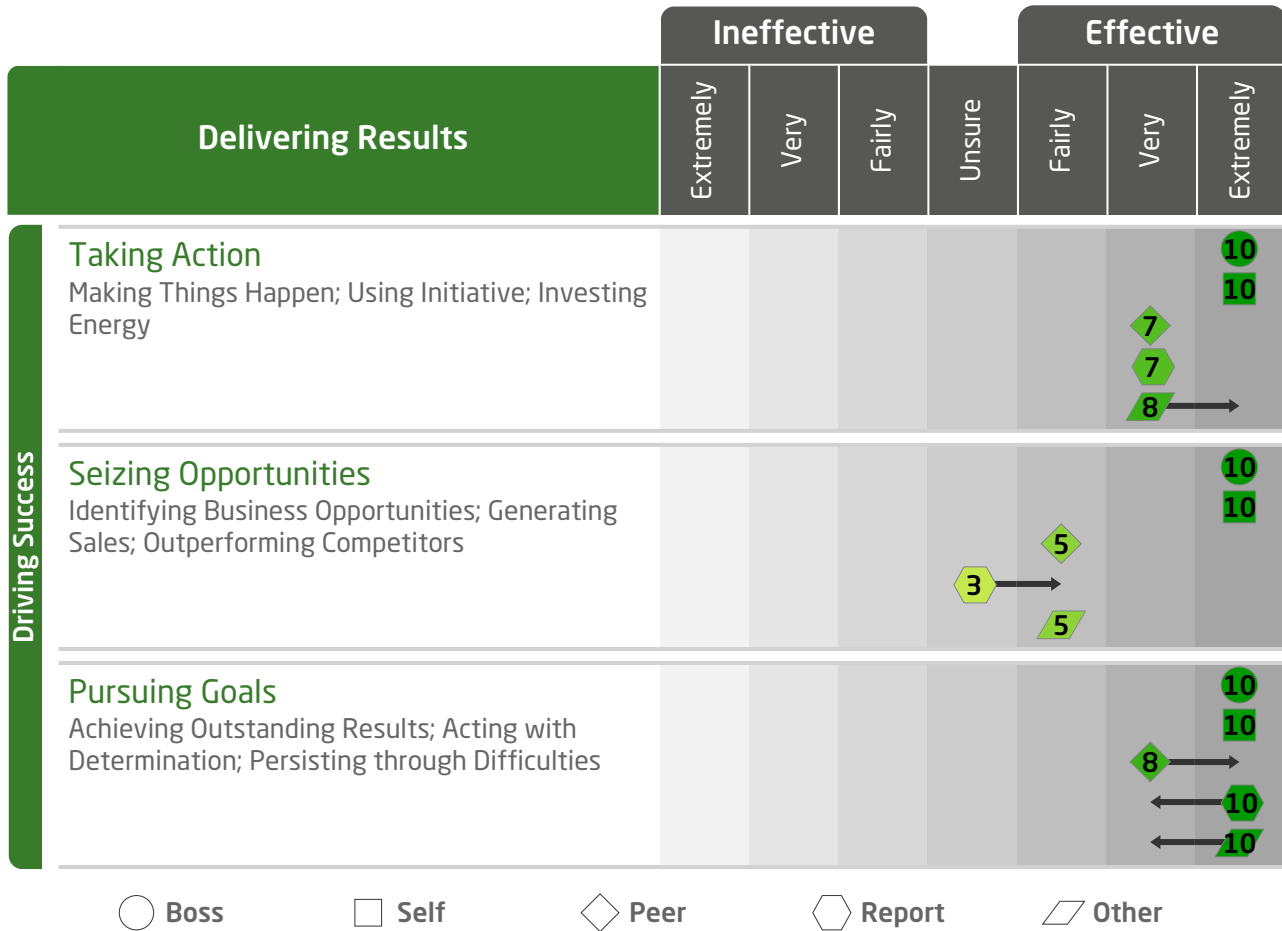 Ineffective
Effective
Delivering Results
Extremely
Very
Fairly
Unsure
Fairly
Very
Extremely
Driving Success
Taking Action
Making Things Happen; Using Initiative; Investing
Energy
10
10
7
7
8
Seizing Opportunities
Identifying Business Opportunities; Generating
Sales; Outperforming Competitors
10
10
5
3
5
Pursuing Goals
Achieving Outstanding Results; Acting with
Determination; Persisting through Difficulties
10
10
8
10
10
Boss
Self
Peer
Report
Other